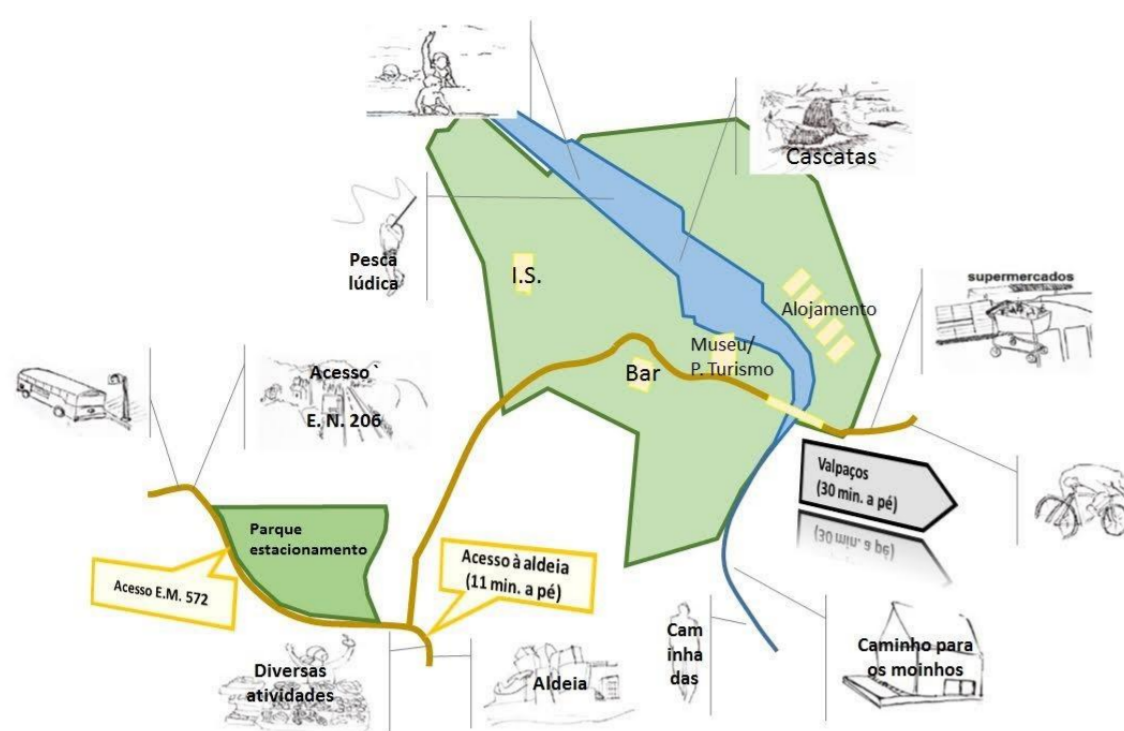 Cascatas
Pesca
lúdica
I.S.
supermercados
Alojamento
Museu/
P. Turismo
Bar
Acesso `
E. N. 206
Valpaços
(30 min. a pé)
(30 min. a pé)
Parque
estacionamento
Acesso E.M. 572
Acesso à aldeia
(11 min. a pé)
Cam
inha
das
Caminho para
os moinhos
Diversas
atividades
Aldeia